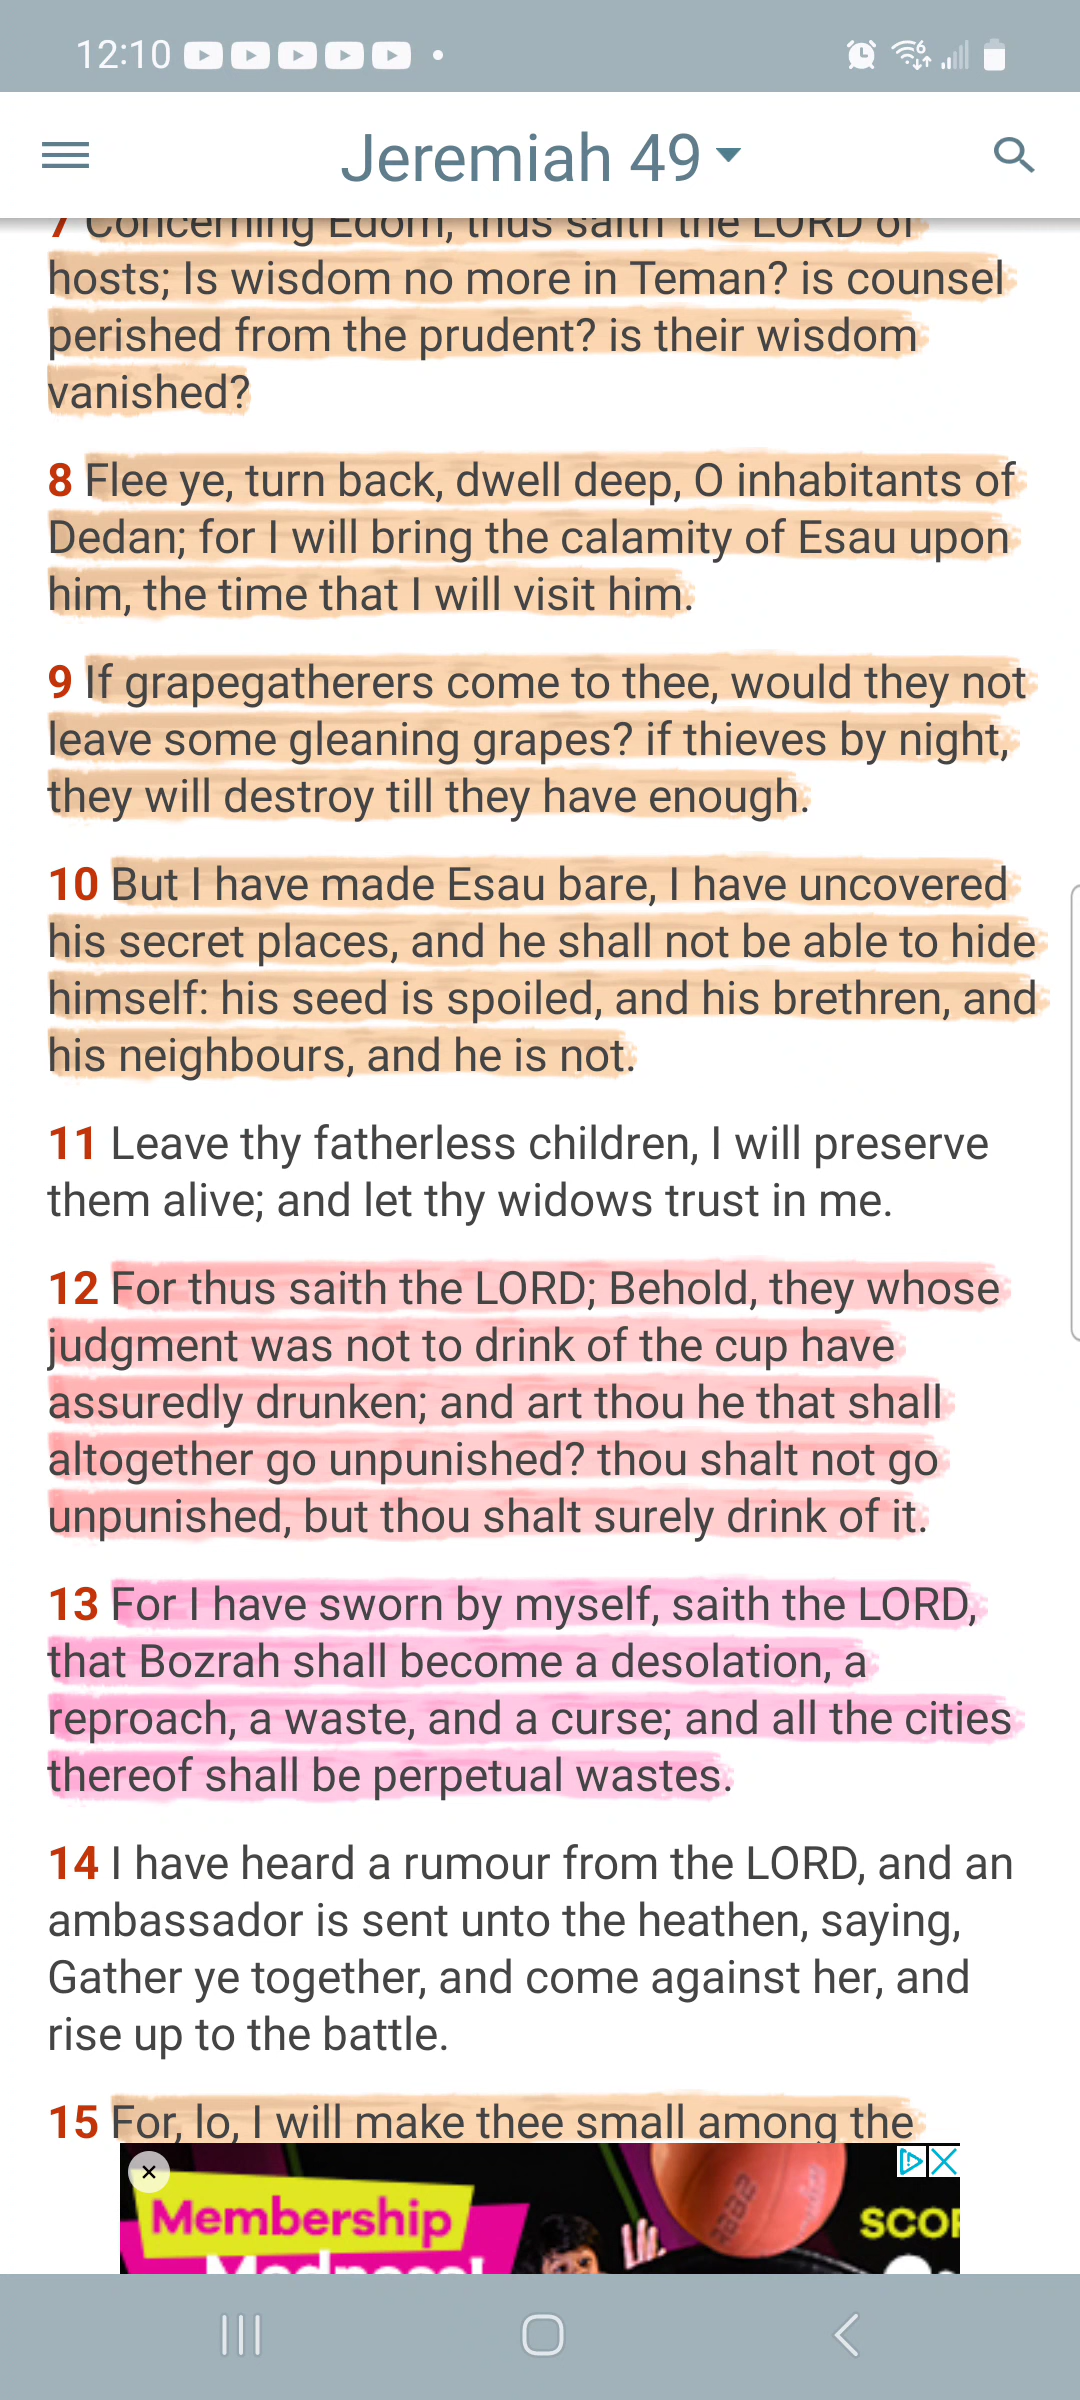 12:10
Jeremiah 49
7 Concerning Edom, thus saith the LORD of
hosts; Is wisdom no more in Teman? is counsel
perished from the prudent? is their wisdom
vanished?
8 Flee ye, turn back, dwell deep, O inhabitants of
Dedan; for I will bring the calamity of Esau upon
him, the time that I will visit him.
9 If grapegatherers come to thee, would they not
leave some gleaning grapes? if thieves by night,
they will destroy till they have enough.
10 But I have made Esau bare, I have uncovered
his secret places, and he shall not be able to hide
himself: his seed is spoiled, and his brethren, and
his neighbours, and he is not.
11 Leave thy fatherless children, I will preserve
them alive; and let thy widows trust in me.
12 For thus saith the LORD; Behold, they whose
judgment was not to drink of the cup have
assuredly drunken; and art thou he that shall
altogether go unpunished? thou shalt not go
unpunished, but thou shalt surely drink of it.
13 For I have sworn by myself, saith the LORD,
that Bozrah shall become a desolation, a
reproach, a waste, and a curse; and all the cities
thereof shall be perpetual wastes.
14 I have heard a rumour from the LORD, and an
ambassador is sent unto the heathen, saying,
Gather ye together, and come against her, and
rise up to the battle.
15 For, lo, I will make thee small among the
Membership
Madness!